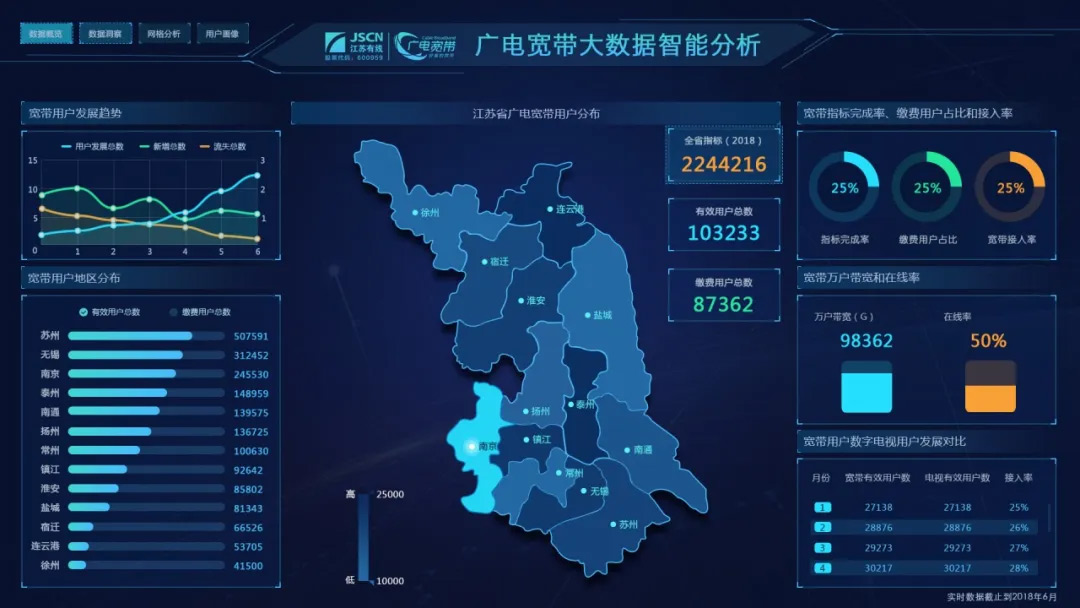 数据概览 数据洞察 网格分析 用户画像
JSCN
江苏有线
股票代码：600959
广电宽带
广电宽带大数据智能分析
宽带用户发展趋势
用户发展总数 新增总数 流失总数
15 3
10 2
5 1
0 1 2 3 4 5 6
宽带用户地区分布
有效用户总数 缴费用户总数
苏州 507591
无锡 312452
南京 245530
泰州 148959
南通 139575
扬州 136725
常州 100630
镇江 92642
淮安 85802
盐城 81343
宿迁 66526
连云港 53705
徐州 41500
江苏省广电宽带用户分布
全省指标（2018）
2244216
有效用户总数
103233
缴费用户总数
87362
徐州
连云港
宿迁
淮安
盐城
扬州
泰州
南京
镇江
南通
常州
无锡
苏州
高 25000
低 10000
宽带指标完成率、缴费用户占比和接入率
25% 25% 25%
指标完成率 缴费用户占比 宽带接入率
宽带万户带宽和在线率
万户带宽（G） 在线率
98362 50%
宽带用户数字电视用户发展对比
月份 宽带有效用户数 电视有效用户数 接入率
1 27138 27138 25%
2 28876 28876 26%
3 29273 29273 27%
4 30217 30217 28%
实时数据截止到2018年6月